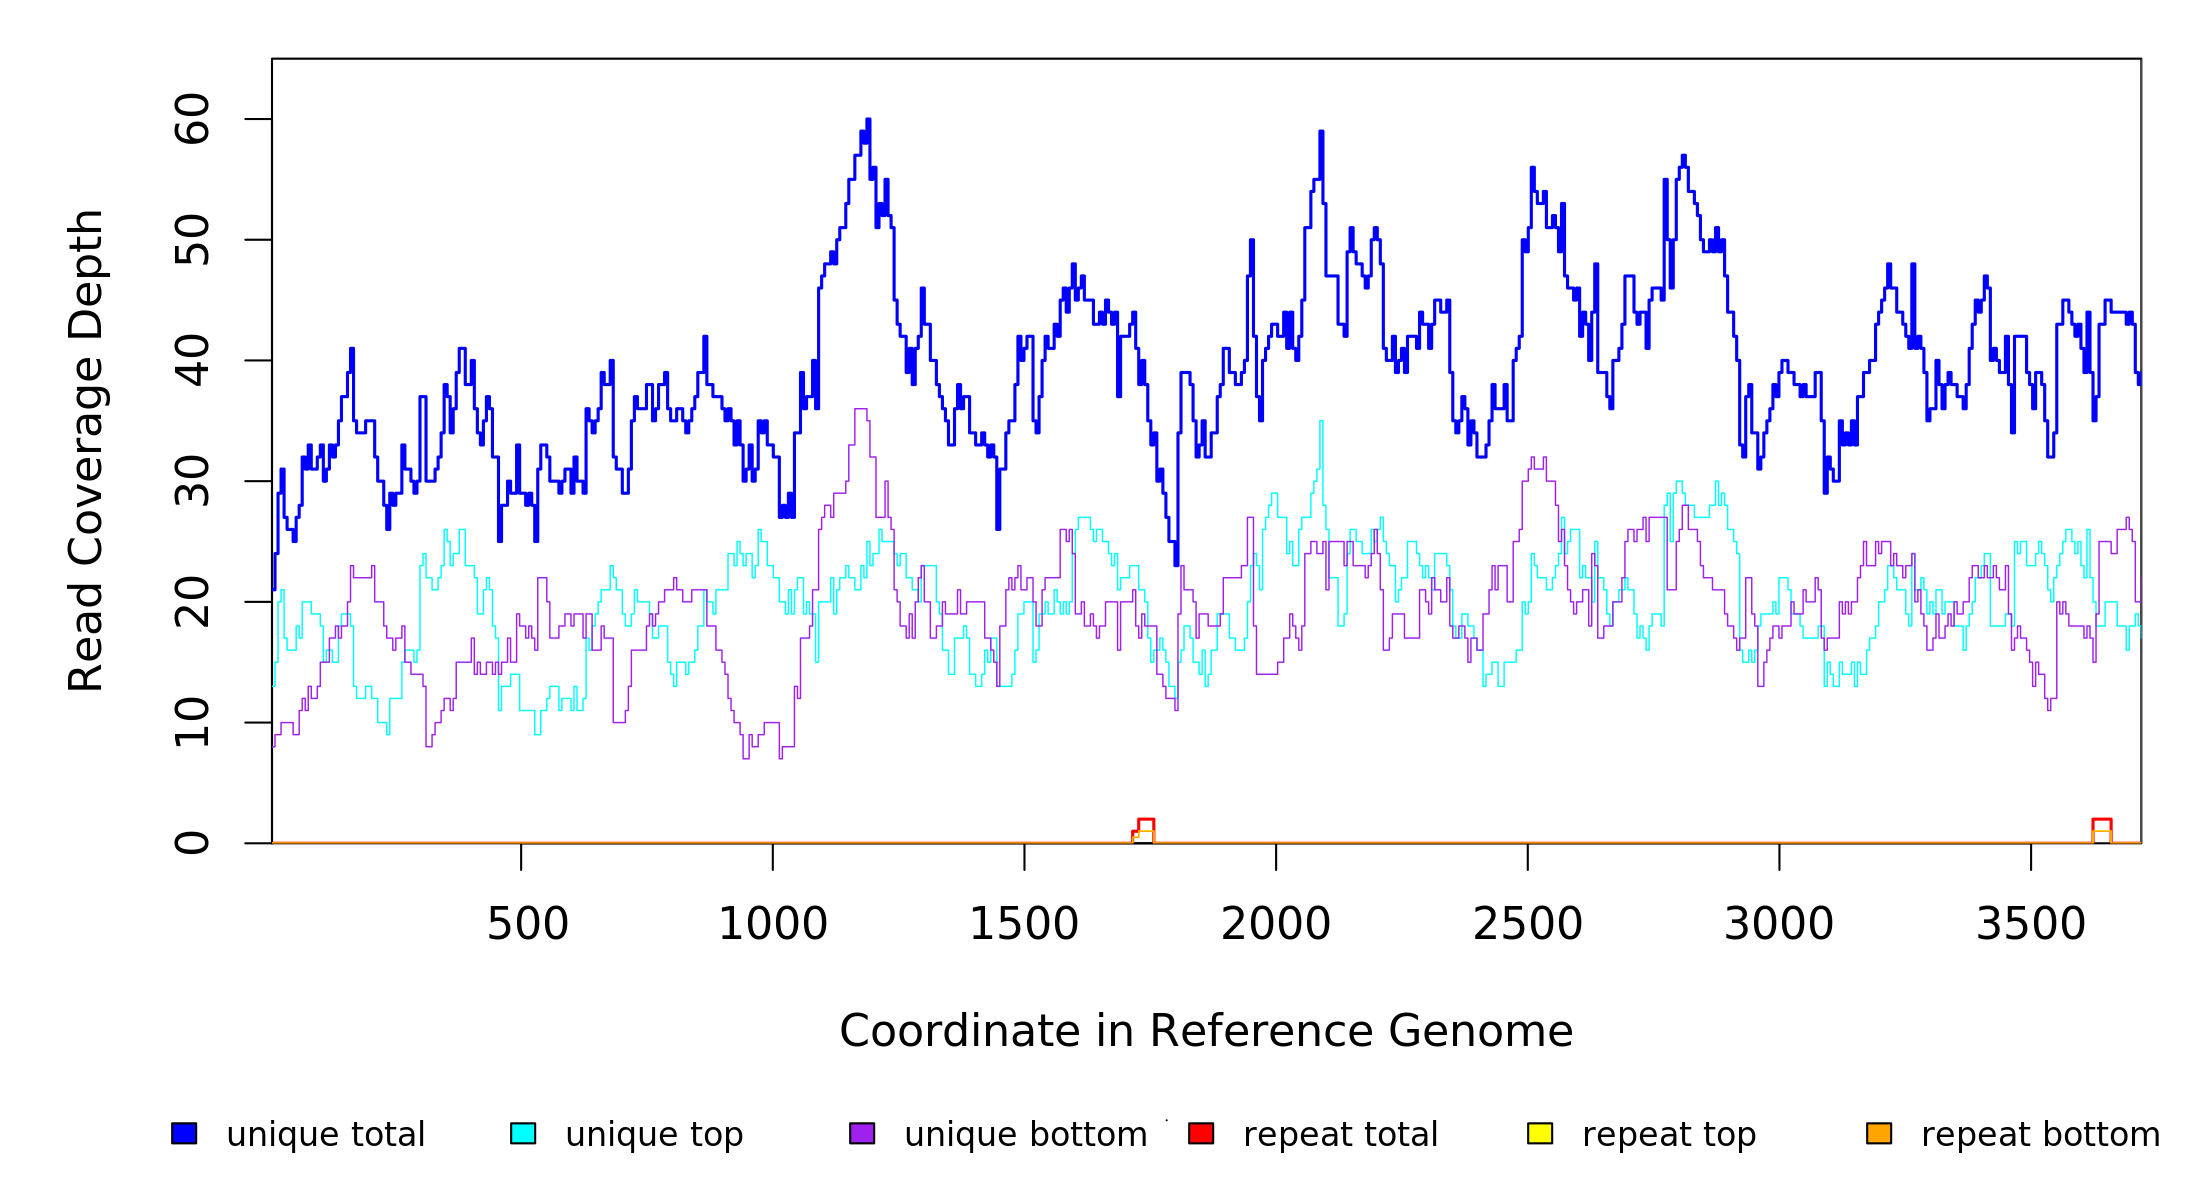 Read Coverage Depth
60
50
40
30
20
10
0
500 1000 1500 2000 2500 3000 3500
Coordinate in Reference Genome
unique total unique top unique bottom repeat total repeat top repeat bottom